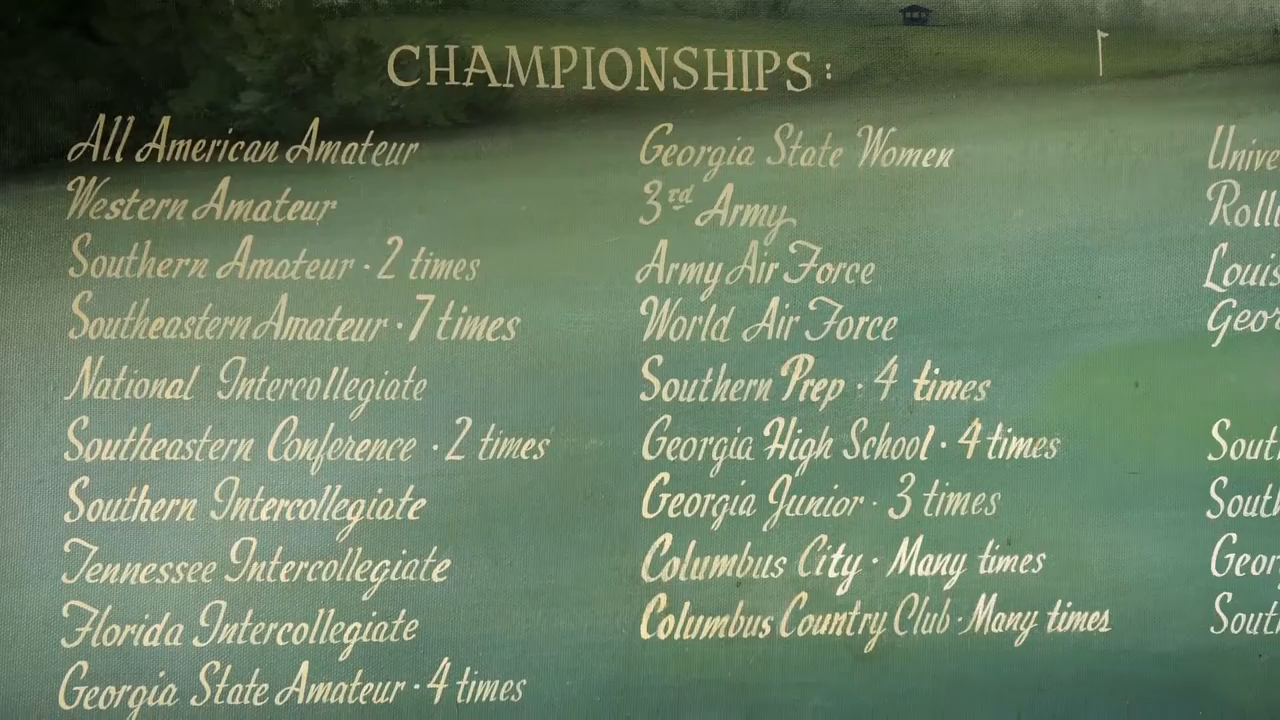 CHAMPIONSHIPS:
All American Amateur
Western Amateur
Southern Amateur · 2 times
Southeastern Amateur · 7 times
National Intercollegiate
Southeastern Conference · 2 times
Southern Intercollegiate
Tennessee Intercollegiate
Florida Intercollegiate
Georgia State Amateur · 4 times
Georgia State Women
3rd Army
Army Air Force
World Air Force
Southern Prep · 4 times
Georgia High School · 4 times
Georgia Junior · 3 times
Columbus City · Many times
Columbus Country Club · Many times